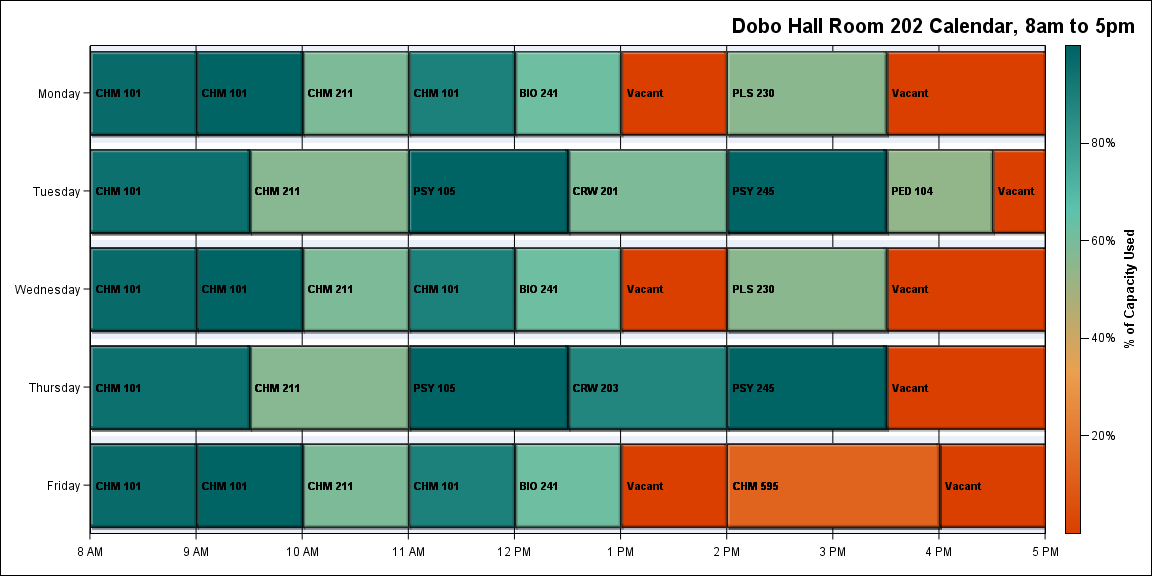 Dobo Hall Room 202 Calendar, 8am to 5pm
Monday
CHM 101
CHM 101
CHM 211
CHM 101
BIO 241
Vacant
PLS 230
Vacant
Tuesday
CHM 101
CHM 211
PSY 105
CRW 201
PSY 245
PED 104
Vacant
Wednesday
CHM 101
CHM 101
CHM 211
CHM 101
BIO 241
Vacant
PLS 230
Vacant
Thursday
CHM 101
CHM 211
PSY 105
CRW 203
PSY 245
Vacant
Friday
CHM 101
CHM 101
CHM 211
CHM 101
BIO 241
Vacant
CHM 595
Vacant
8 AM
9 AM
10 AM
11 AM
12 PM
1 PM
2 PM
3 PM
4 PM
5 PM
80%
60%
40%
20%
% of Capacity Used